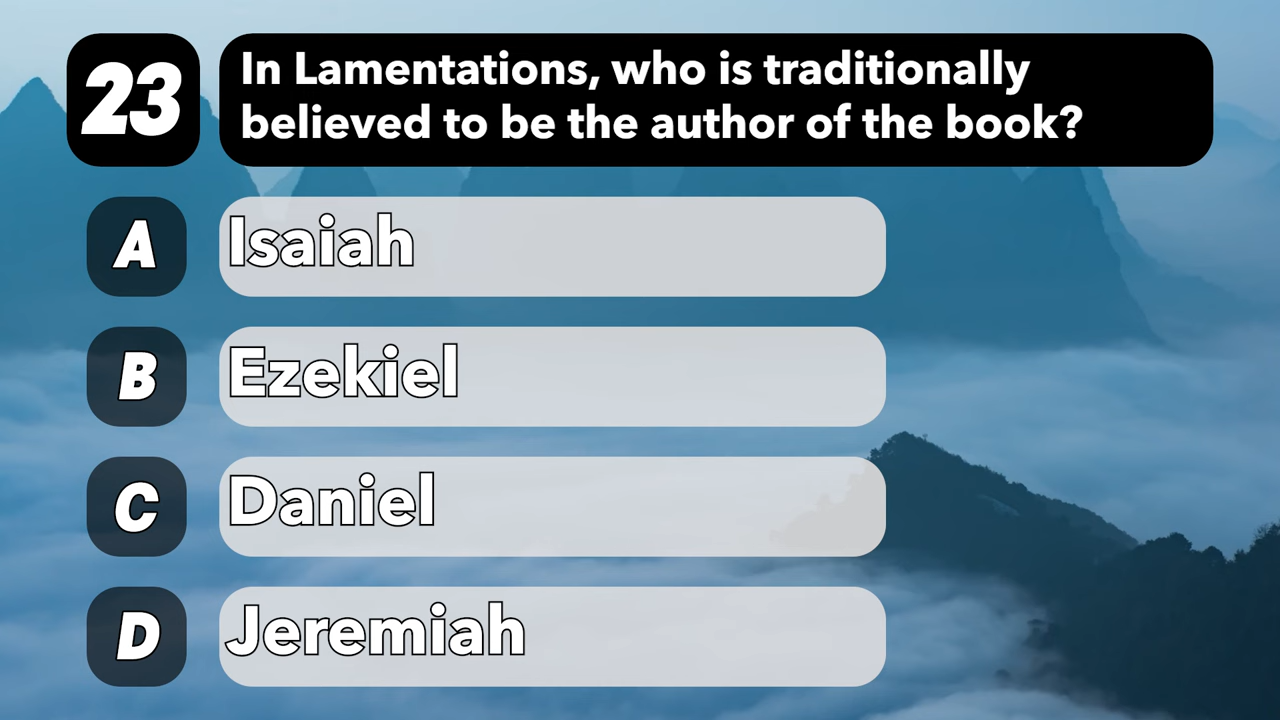 23
In Lamentations, who is traditionally
believed to be the author of the book?
A
Isaiah
B
Ezekiel
C
Daniel
D
Jeremiah